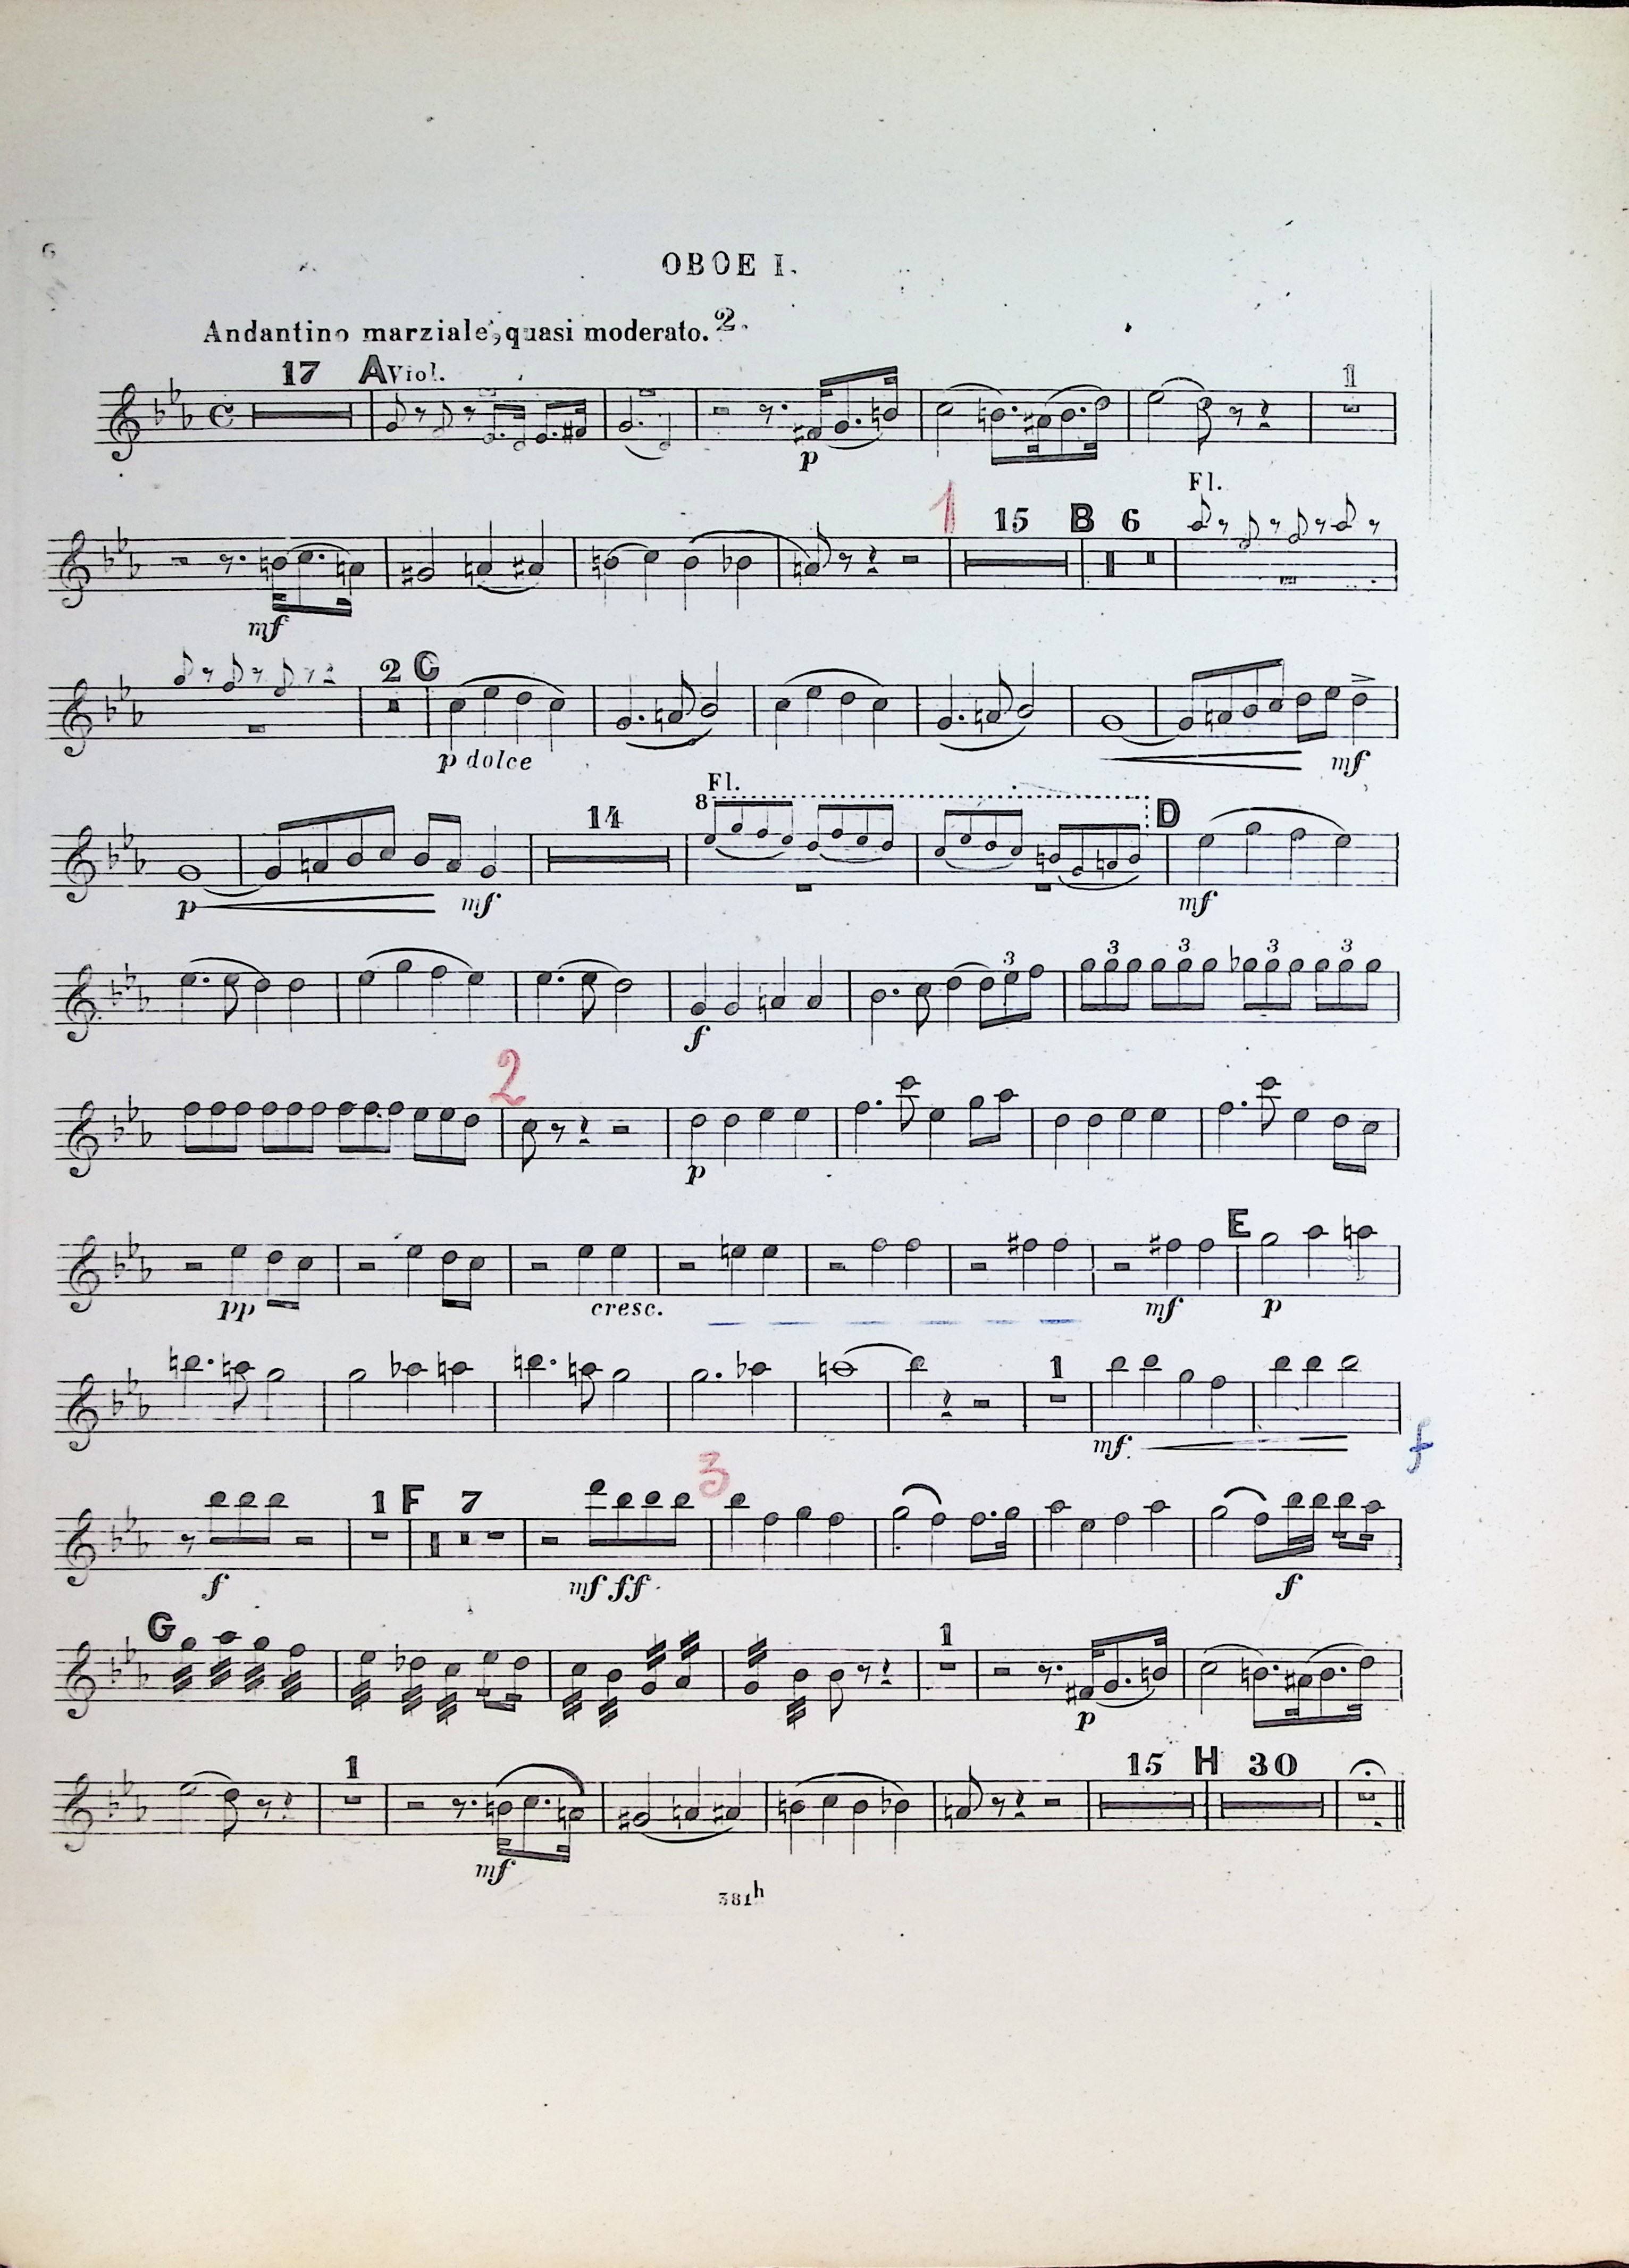 6
OBOE I.
Andantino marziale, quasi moderato. 2.
17 A Viol. 1
p
Fl.
1 15 B 6
mf
2 C
p dolce mf
Fl.
8
14 D
p mf mf
3 3 3 3 3
f
2
p
E
pp cresc. mf p
1
mf f
3
1 F 7
f mf ff f
G 1
p
1 15 H 30
mf
381h